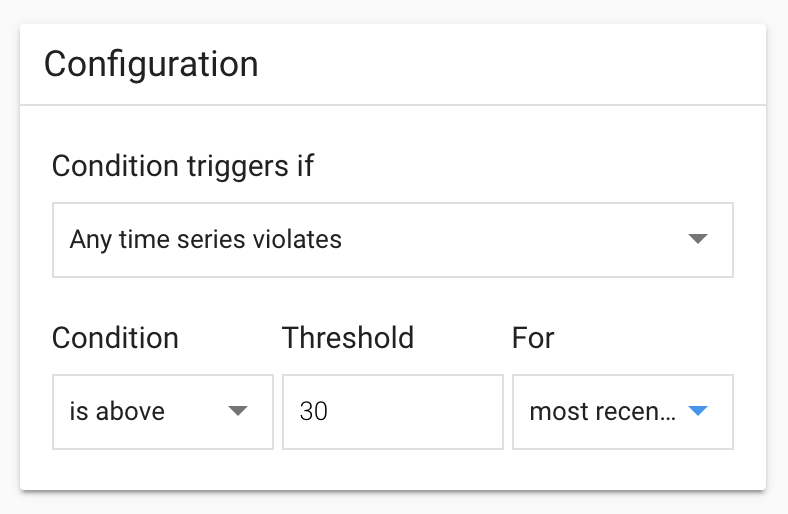 Configuration
Condition triggers if
Any time series violates
Condition Threshold For
is above 30 most recen...